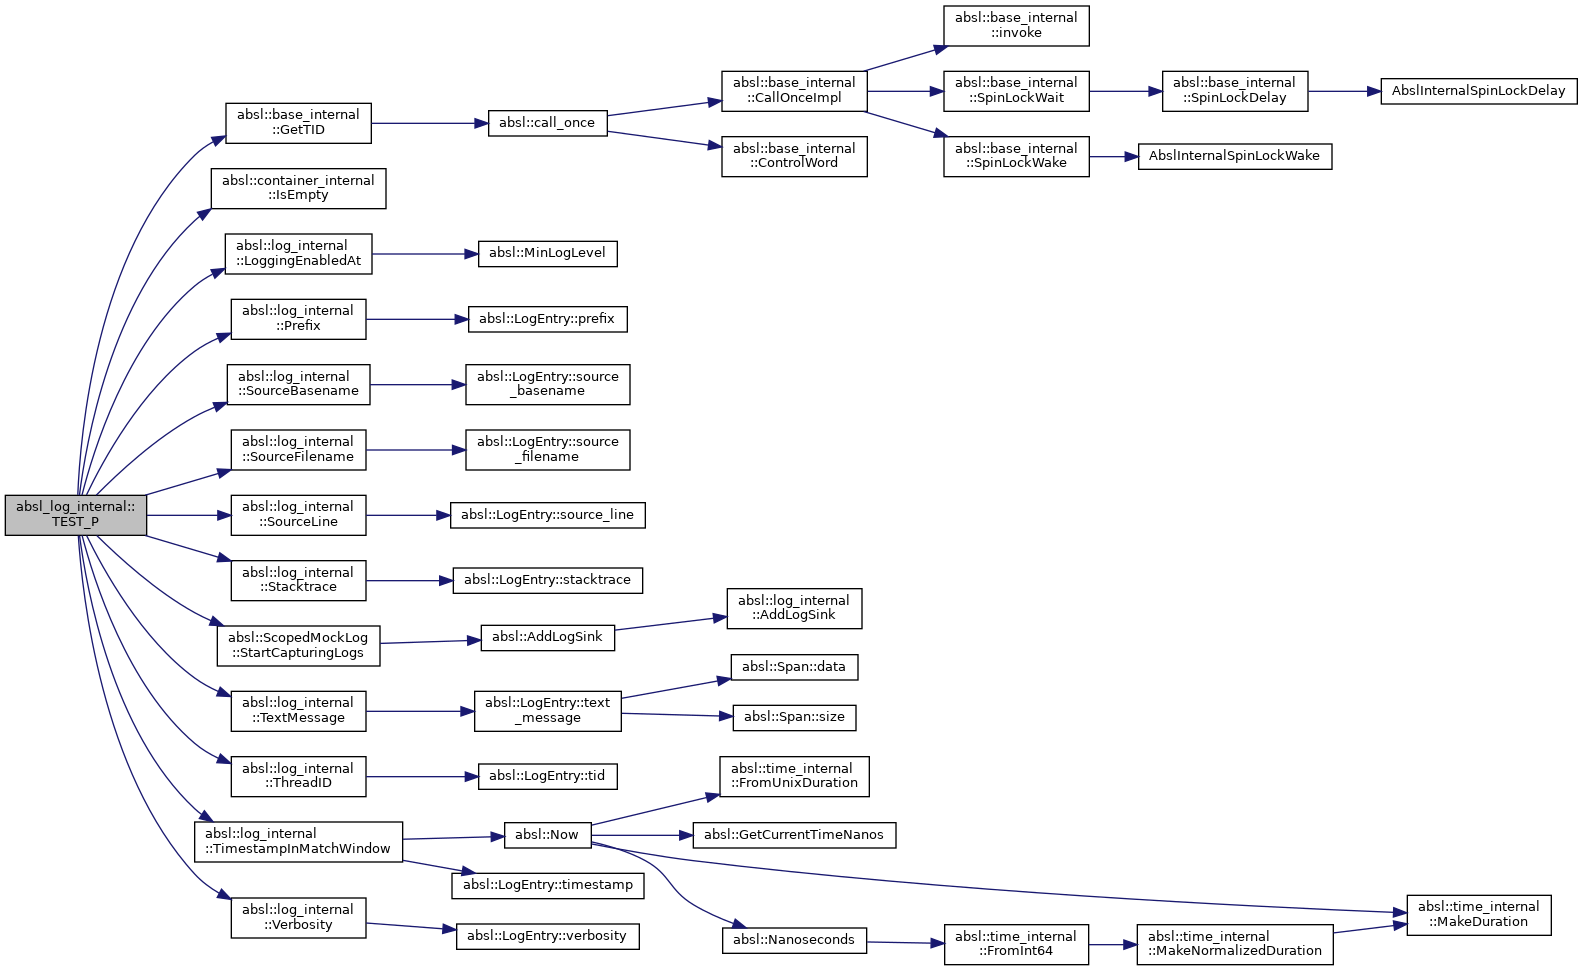 absl::base_internal
::invoke
absl::base_internal
::CallOnceImpl
absl::base_internal
::SpinLockWait
absl::base_internal
::SpinLockDelay
AbslInternalSpinLockDelay
absl::base_internal
::GetTID
absl::call_once
absl::base_internal
::ControlWord
absl::base_internal
::SpinLockWake
AbslInternalSpinLockWake
absl::container_internal
::IsEmpty
absl::log_internal
::LoggingEnabledAt
absl::MinLogLevel
absl::log_internal
::Prefix
absl::LogEntry::prefix
absl::log_internal
::SourceBasename
absl::LogEntry::source
_basename
absl::log_internal
::SourceFilename
absl::LogEntry::source
_filename
absl_log_internal::
TEST_P
absl::log_internal
::SourceLine
absl::LogEntry::source_line
absl::log_internal
::Stacktrace
absl::LogEntry::stacktrace
absl::ScopedMockLog
::StartCapturingLogs
absl::AddLogSink
absl::log_internal
::AddLogSink
absl::log_internal
::TextMessage
absl::LogEntry::text
_message
absl::Span::data
absl::Span::size
absl::log_internal
::ThreadID
absl::LogEntry::tid
absl::log_internal
::TimestampInMatchWindow
absl::Now
absl::time_internal
::FromUnixDuration
absl::GetCurrentTimeNanos
absl::LogEntry::timestamp
absl::log_internal
::Verbosity
absl::LogEntry::verbosity
absl::Nanoseconds
absl::time_internal
::FromInt64
absl::time_internal
::MakeNormalizedDuration
absl::time_internal
::MakeDuration